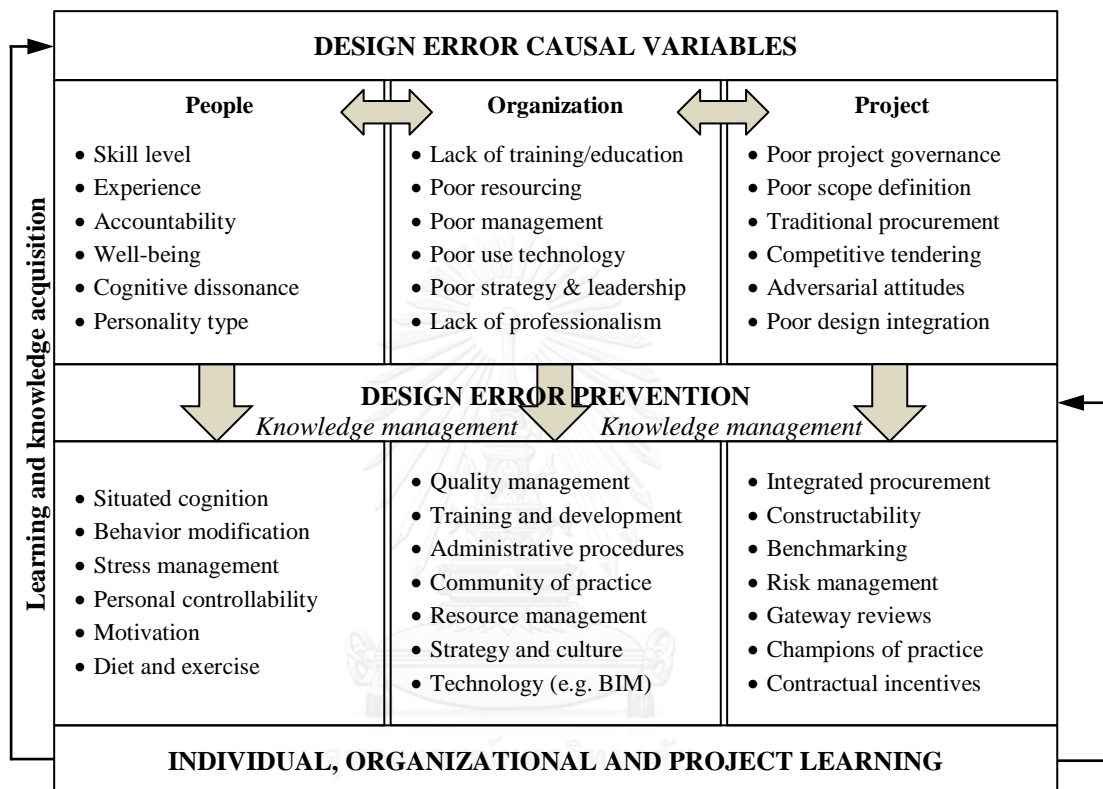 DESIGN ERROR CAUSAL VARIABLES
People
• Skill level
• Experience
• Accountability
• Well-being
• Cognitive dissonance
• Personality type
Organization
• Lack of training/education
• Poor resourcing
• Poor management
• Poor use technology
• Poor strategy & leadership
• Lack of professionalism
Project
• Poor project governance
• Poor scope definition
• Traditional procurement
• Competitive tendering
• Adversarial attitudes
• Poor design integration
Learning and knowledge acquisition
DESIGN ERROR PREVENTION
Knowledge management
Knowledge management
• Situated cognition
• Behavior modification
• Stress management
• Personal controllability
• Motivation
• Diet and exercise
• Quality management
• Training and development
• Administrative procedures
• Community of practice
• Resource management
• Strategy and culture
• Technology (e.g. BIM)
• Integrated procurement
• Constructability
• Benchmarking
• Risk management
• Gateway reviews
• Champions of practice
• Contractual incentives
INDIVIDUAL, ORGANIZATIONAL AND PROJECT LEARNING